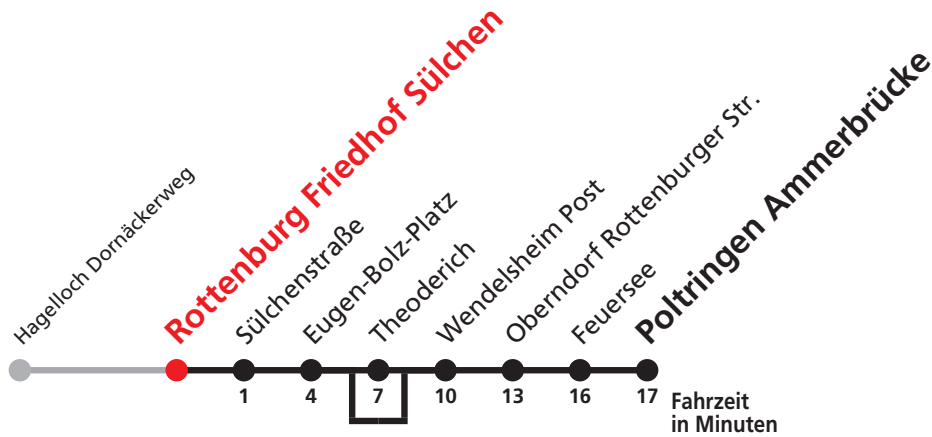 Hagelloch Dornäckerweg
Rottenburg Friedhof Sülchen
Sülchenstraße
Eugen-Bolz-Platz
Theoderich
Wendelsheim Post
Oberndorf Rottenburger Str.
Feuersee
Poltringen Ammerbrücke
1 4 7 10 13 16 17
Fahrzeit
in Minuten